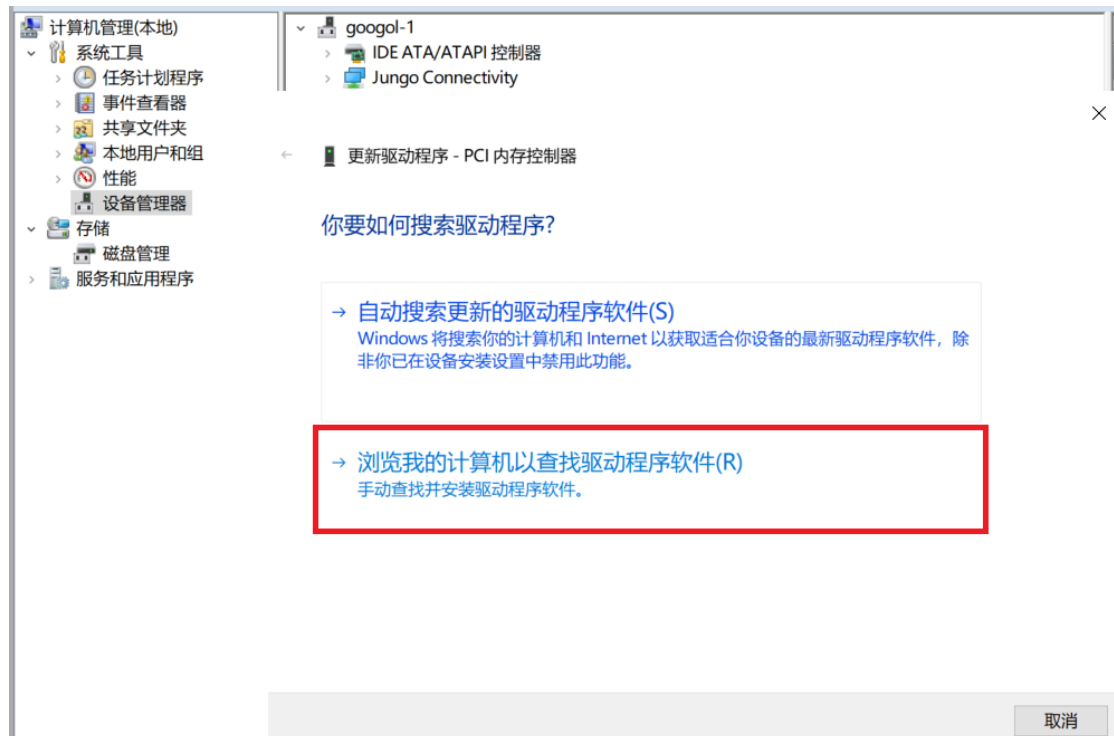 计算机管理(本地)
系统工具
任务计划程序
事件查看器
共享文件夹
本地用户和组
性能
设备管理器
存储
磁盘管理
服务和应用程序
googol-1
IDE ATA/ATAPI 控制器
Jungo Connectivity
更新驱动程序 - PCI 内存控制器
你要如何搜索驱动程序?
→ 自动搜索更新的驱动程序软件(S)
Windows 将搜索你的计算机和 Internet 以获取适合你设备的最新驱动程序软件，除
非你已在设备安装设置中禁用此功能。
→ 浏览我的计算机以查找驱动程序软件(R)
手动查找并安装驱动程序软件。
取消